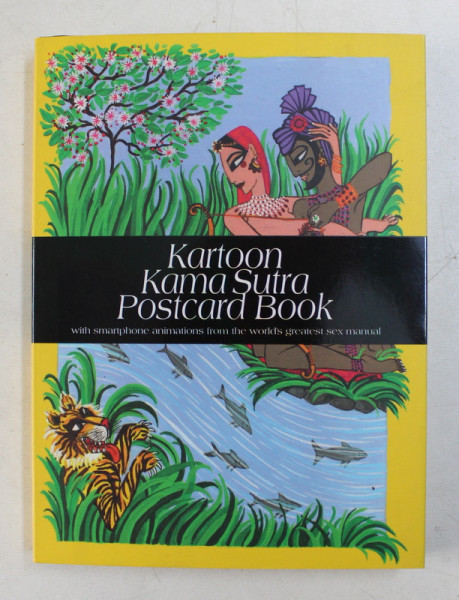 Kartoon
Kama Sutra
Postcard Book
with smartphone animations from the world's greatest sex manual